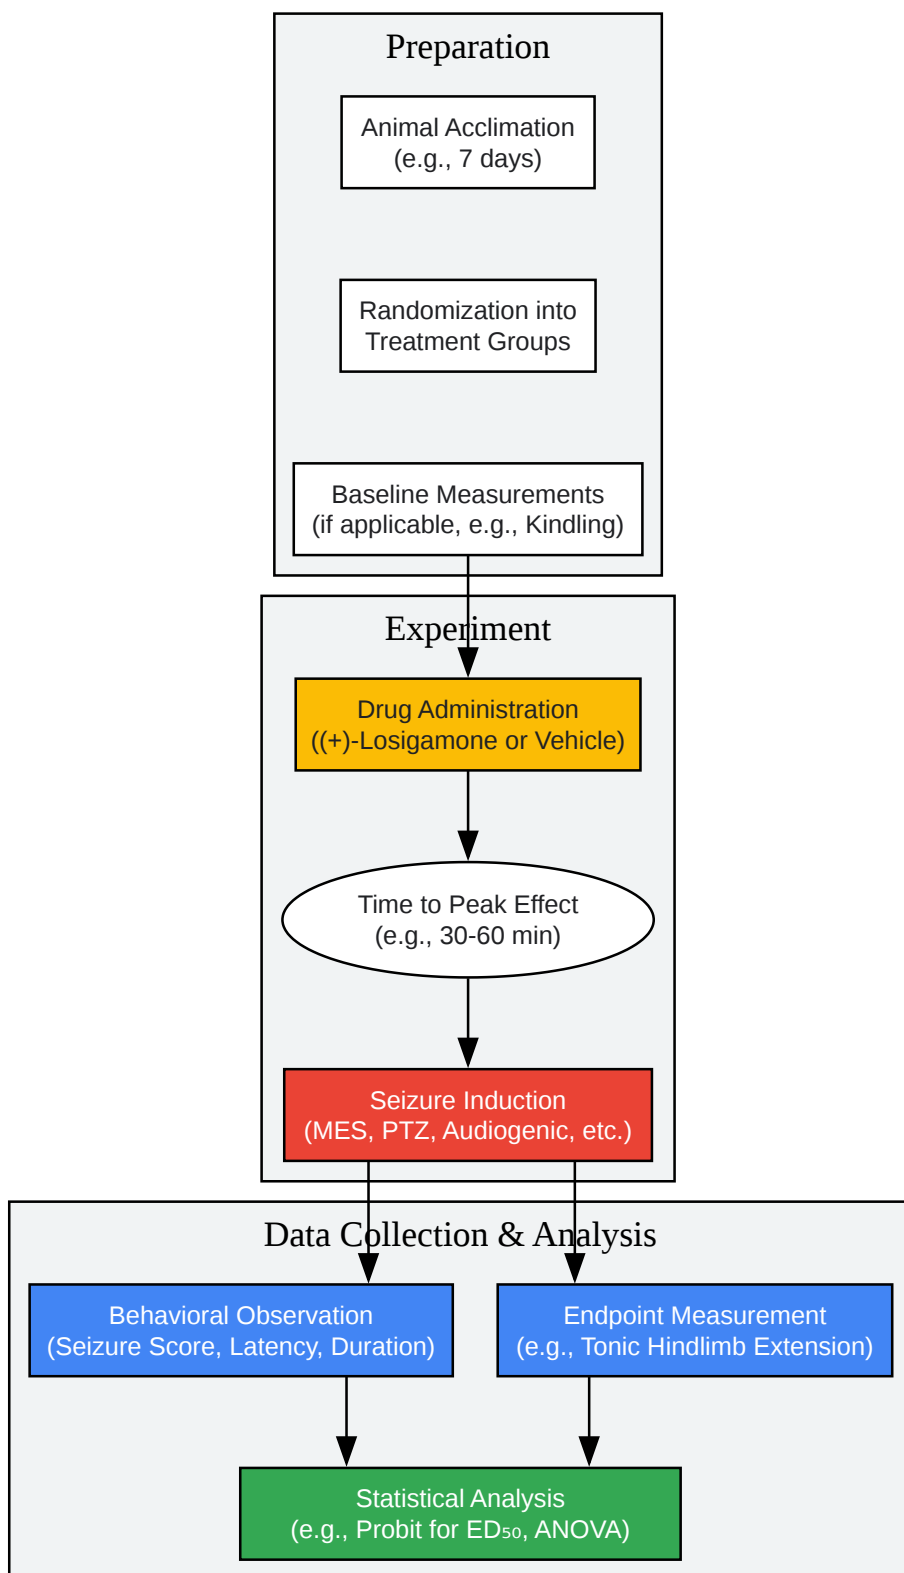 Preparation
Animal Acclimation
(e.g., 7 days)
Randomization into
Treatment Groups
Baseline Measurements
(if applicable, e.g., Kindling)
Experiment
Drug Administration
((+)-Losigamone or Vehicle)
Time to Peak Effect
(e.g., 30-60 min)
Seizure Induction
(MES, PTZ, Audiogenic, etc.)
Data Collection & Analysis
Behavioral Observation
(Seizure Score, Latency, Duration)
Endpoint Measurement
(e.g., Tonic Hindlimb Extension)
Statistical Analysis
(e.g., Probit for ED₅₀, ANOVA)